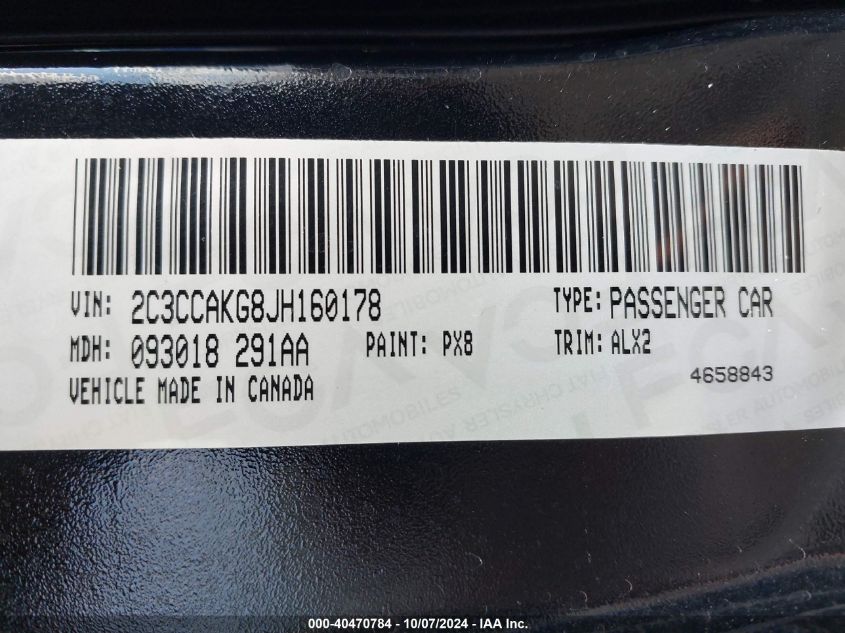 VIN: 2C3CCAKG8JH160178 TYPE: PASSENGER CAR
MDH: 093018 291AA PAINT: PX8 TRIM: ALX2
VEHICLE MADE IN CANADA 4658843
000-40470784 - 10/07/2024 - IAA Inc.